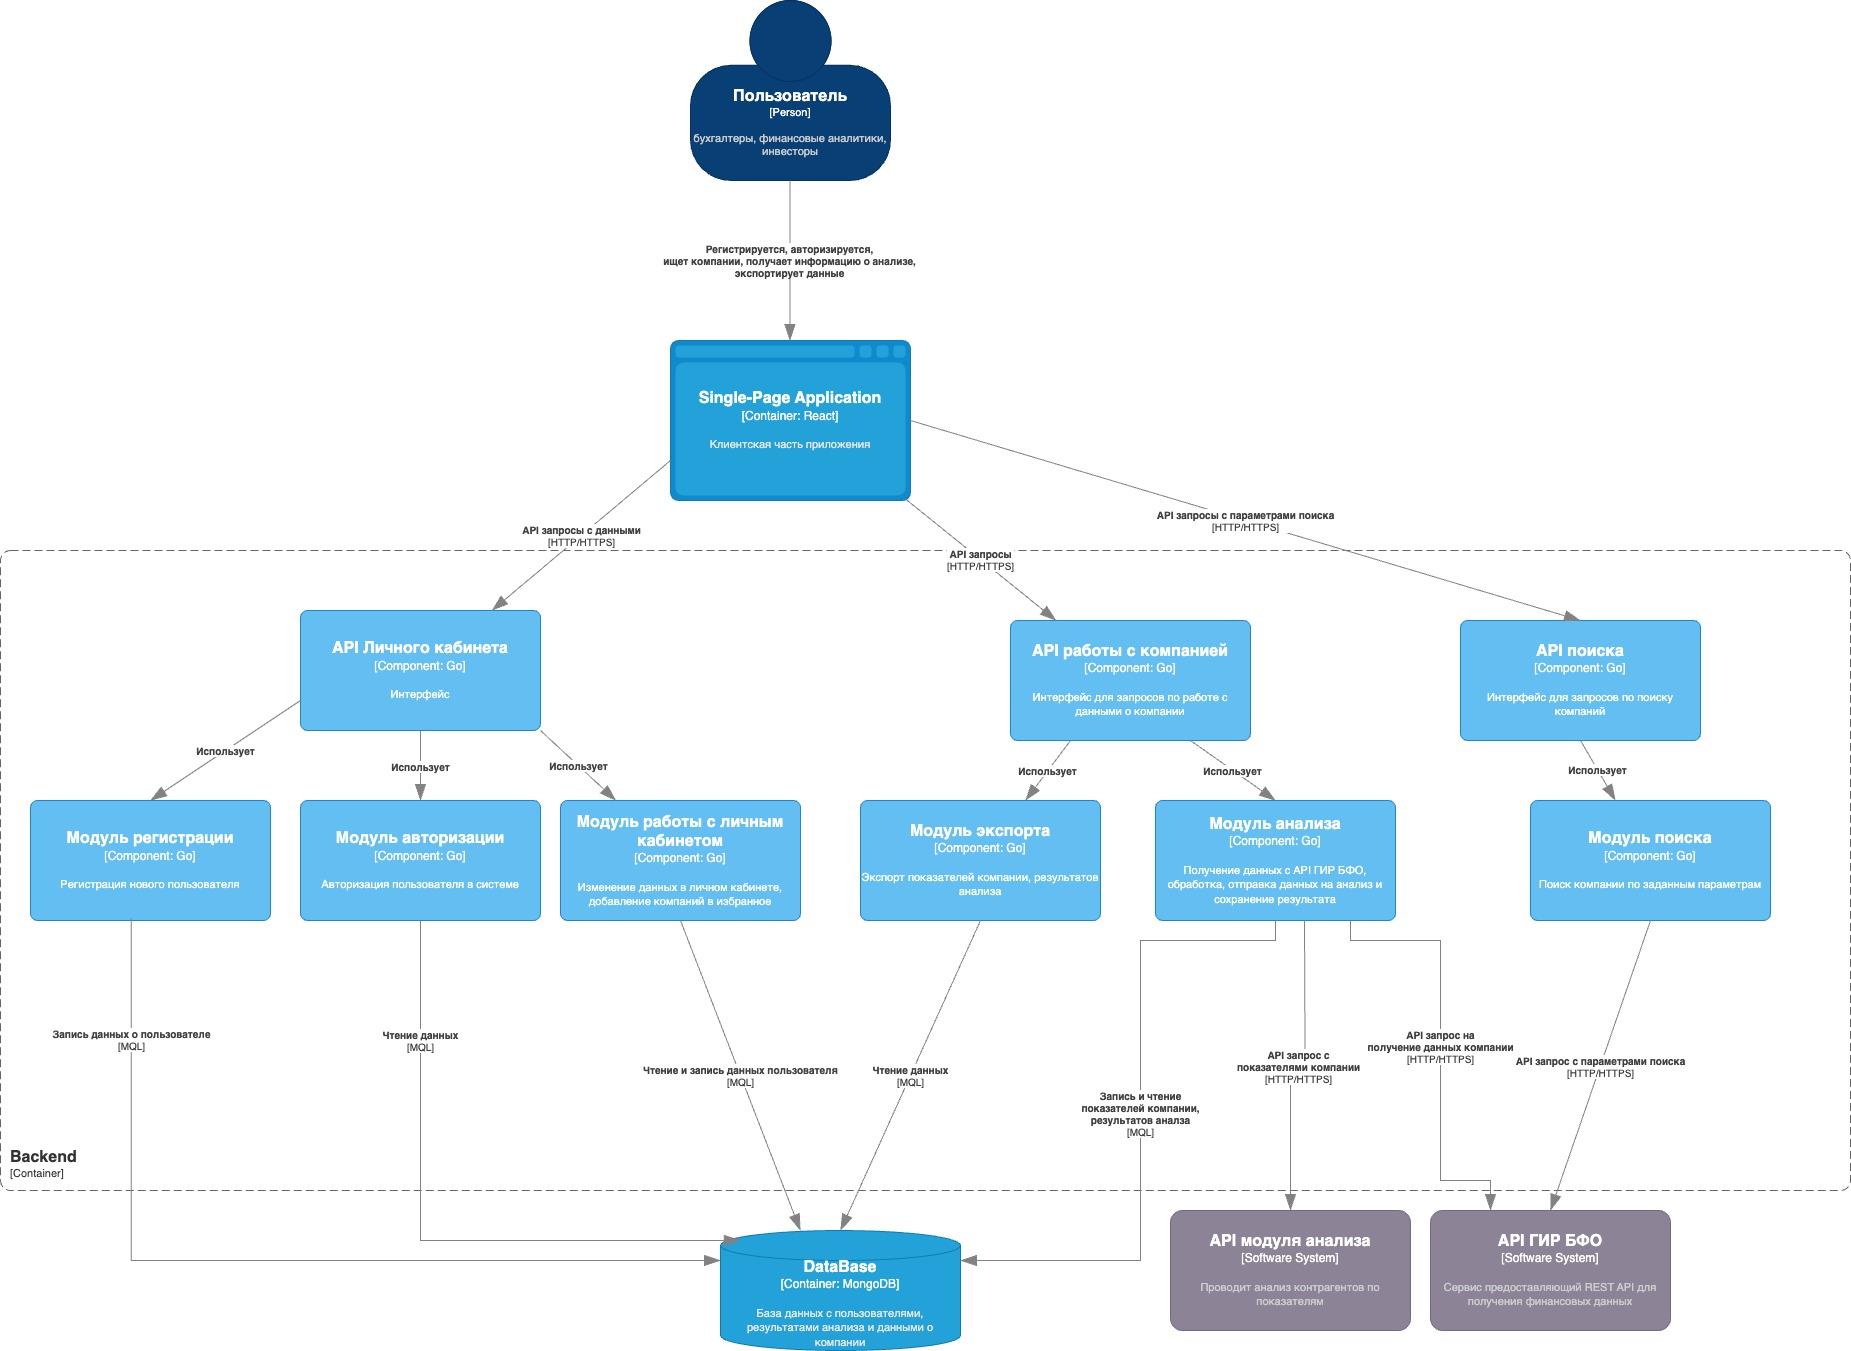 Пользователь
[Person]
бухгалтеры, финансовые аналитики,
инвесторы
Регистрируется, авторизируется,
ищет компании, получает информацию о анализе,
экспортирует данные
Single-Page Application
[Container: React]
Клиентская часть приложения
API запросы с данными
[HTTP/HTTPS]
API запросы
[HTTP/HTTPS]
API запросы с параметрами поиска
[HTTP/HTTPS]
API Личного кабинета
[Component: Go]
Интерфейс
API работы с компанией
[Component: Go]
Интерфейс для запросов по работе с
данными о компании
API поиска
[Component: Go]
Интерфейс для запросов по поиску
компаний
Использует
Использует
Использует
Использует
Использует
Использует
Модуль регистрации
[Component: Go]
Регистрация нового пользователя
Модуль авторизации
[Component: Go]
Авторизация пользователя в системе
Модуль работы с личным
кабинетом
[Component: Go]
Изменение данных в личном кабинете,
добавление компаний в избранное
Модуль экспорта
[Component: Go]
Экспорт показателей компании, результатов
анализа
Модуль анализа
[Component: Go]
Получение данных с API ГИР БФО,
обработка, отправка данных на анализ и
сохранение результата
Модуль поиска
[Component: Go]
Поиск компании по заданным параметрам
Запись данных о пользователе
[MQL]
Чтение данных
[MQL]
Чтение и запись данных пользователя
[MQL]
Чтение данных
[MQL]
Запись и чтение
показателей компании,
результатов аналза
[MQL]
API запрос с
показателями компании
[HTTP/HTTPS]
API запрос на
получение данных компании
[HTTP/HTTPS]
API запрос с параметрами поиска
[HTTP/HTTPS]
Backend
[Container]
DataBase
[Container: MongoDB]
База данных с пользователями,
результатами анализа и данными о
компании
API модуля анализа
[Software System]
Проводит анализ контрагентов по
показателям
API ГИР БФО
[Software System]
Сервис предоставляющий REST API для
получения финансовых данных